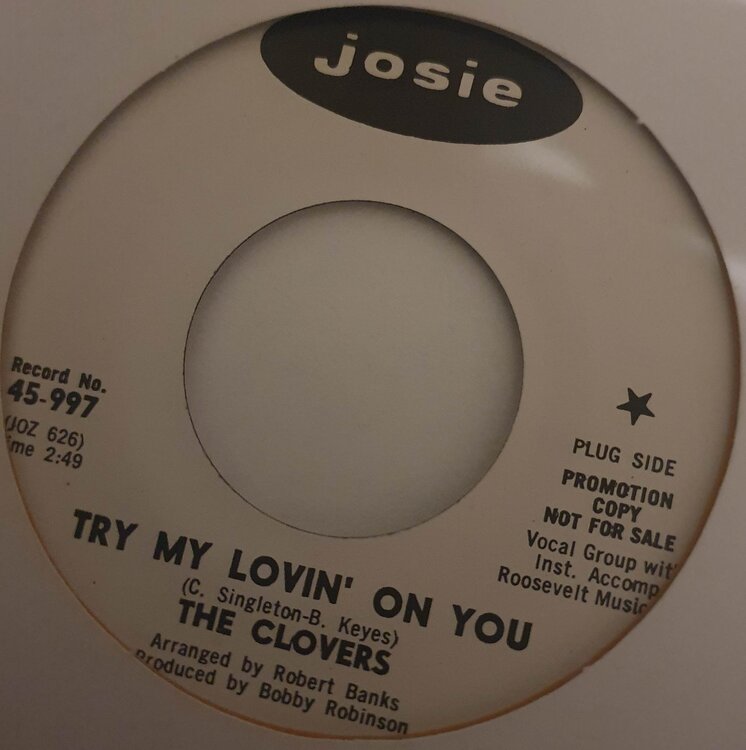 josie
Record No.
45-997
(JOZ 626)
2:49
★
PLUG SIDE
PROMOTION
COPY
NOT FOR SALE
Vocal Group
Inst. Accomp
Roosevelt Music
TRY MY LOVIN' ON YOU
(C. Singleton-B. Keyes)
THE CLOVERS
Arranged by Robert Banks
Produced by Bobby Robinson